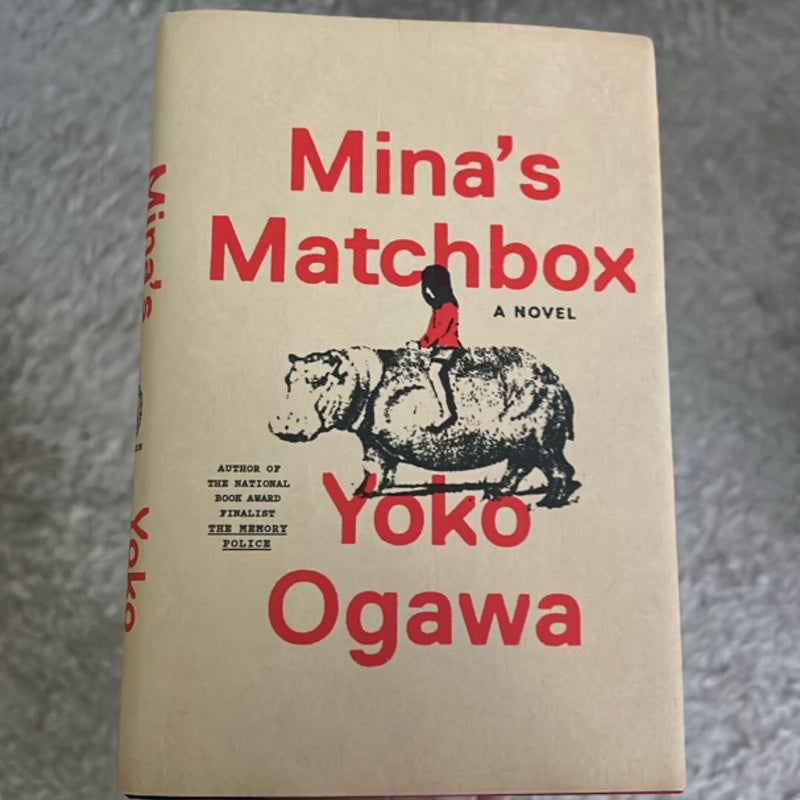 Mina's
Matchbox
A NOVEL
AUTHOR OF
THE NATIONAL
BOOK AWARD
FINALIST
THE MEMORY
POLICE
Yoko
Ogawa
Mina's
Yoko